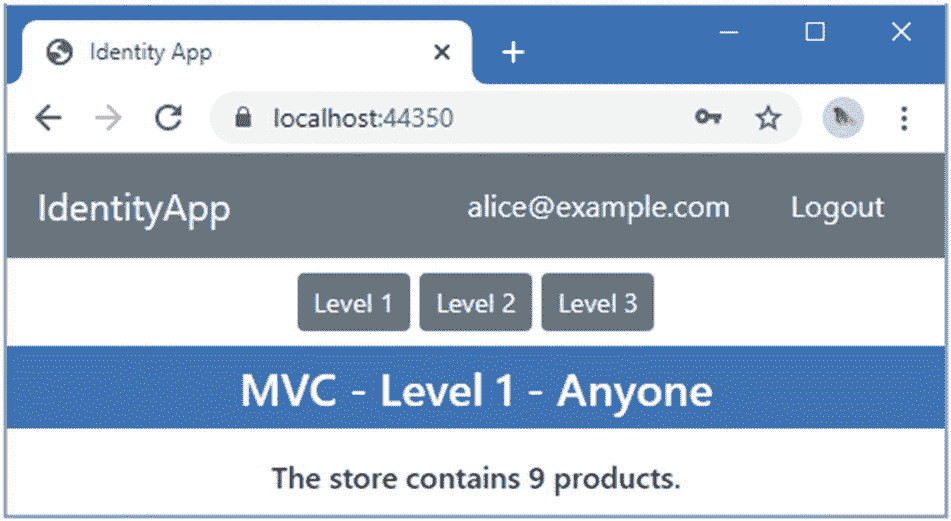 Identity App
localhost:44350
IdentityApp alice@example.com Logout
Level 1 Level 2 Level 3
MVC - Level 1 - Anyone
The store contains 9 products.